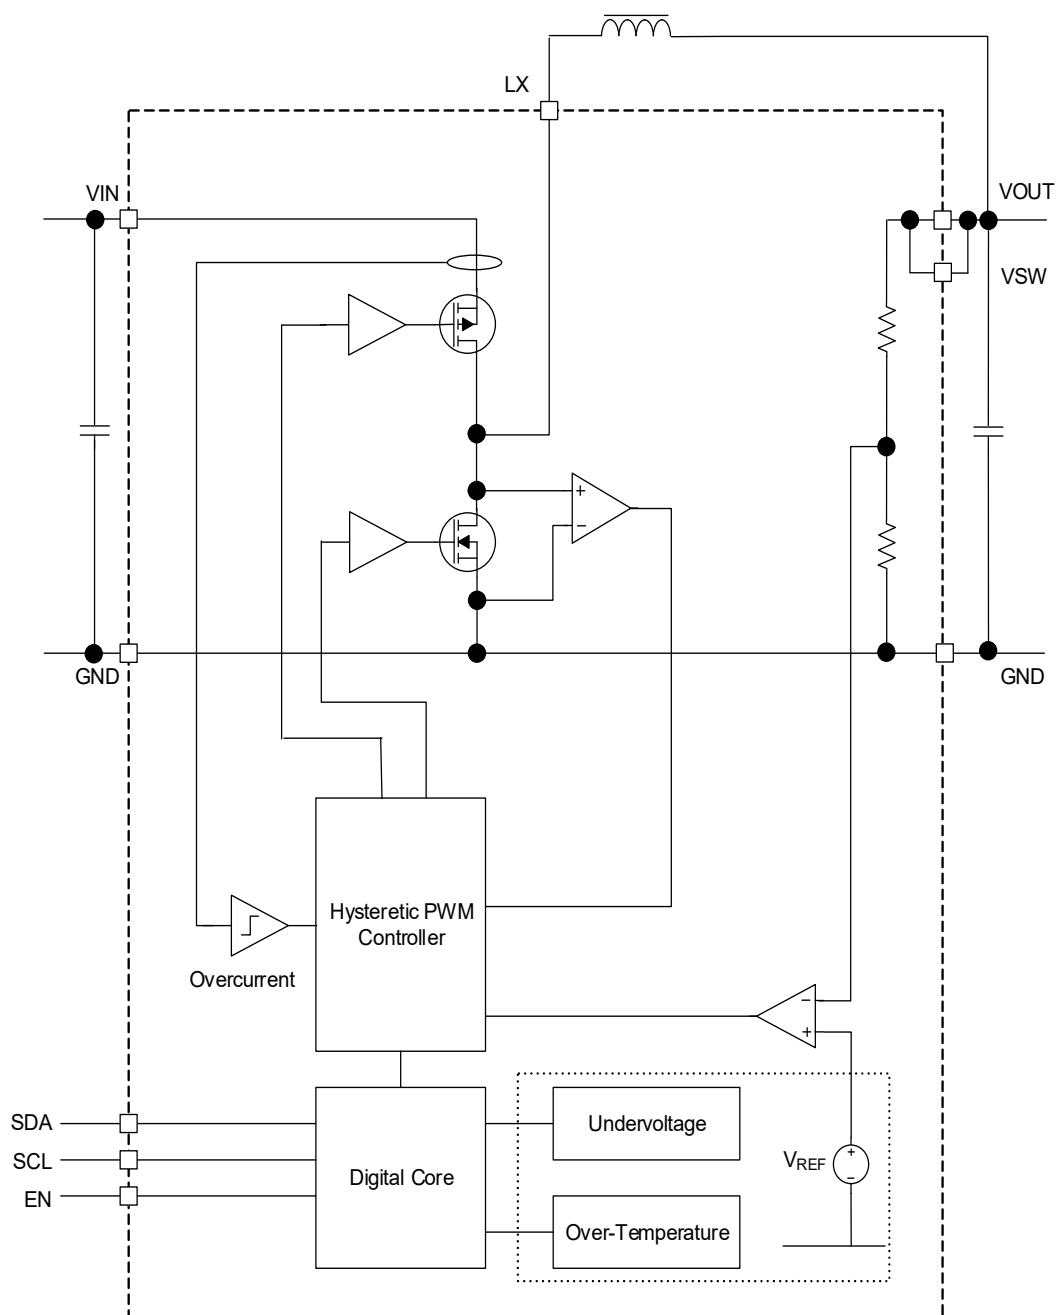 LX
VIN
VOUT
VSW
+
−
GND
GND
Hysteretic PWM
Controller
Overcurrent
−
+
SDA
SCL
EN
Digital Core
Undervoltage
VREF
+
−
Over-Temperature